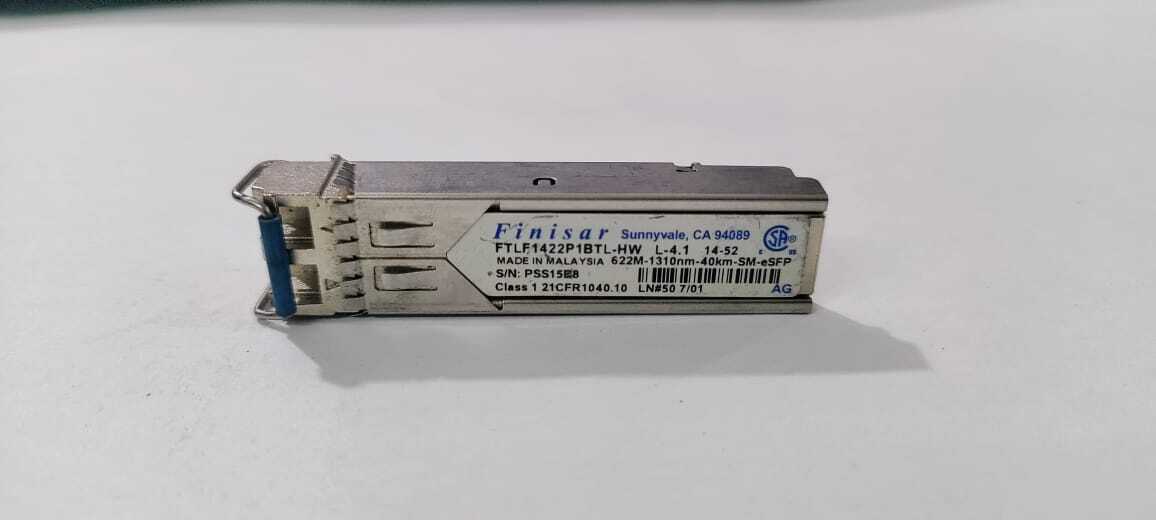 Finisar Sunnyvale, CA 94089
FTLF1422P1BTL-HW L-4.1 14-52
MADE IN MALAYSIA 622M-1310nm-40km-SM-eSFP
S/N:
Class 1 21CFR1040.10 LN#50 7/01 AG